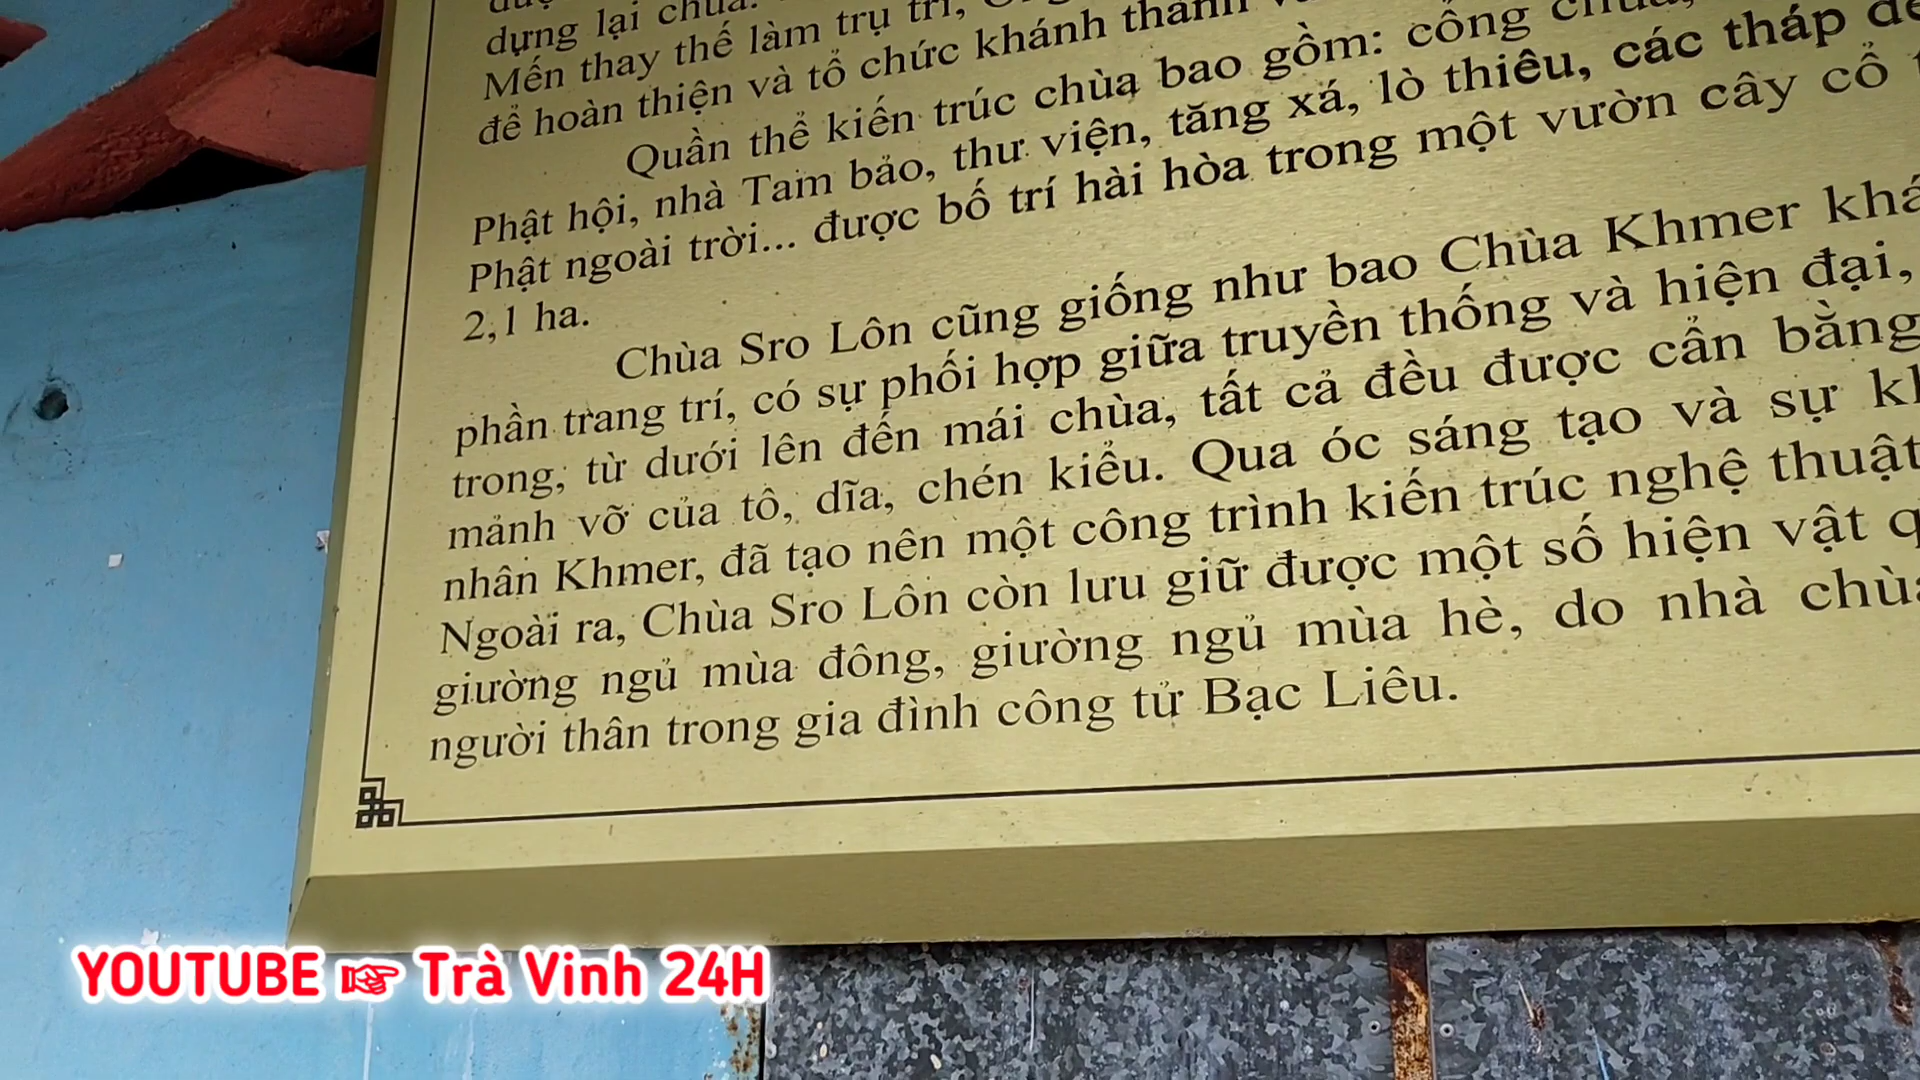 dựng lại chùa.
Mến thay thế làm trụ trì,
để hoàn thiện và tổ chức khánh thành
Quần thể kiến trúc chùa bao gồm: cổng chùa,
Phật hội, nhà Tam bảo, thư viện, tăng xá, lò thiêu, các tháp
Phật ngoài trời... được bố trí hài hòa trong một vườn cây cổ
2,1 ha.
Chùa Sro Lôn cũng giống như bao Chùa Khmer
phần trang trí, có sự phối hợp giữa truyền thống và hiện đại,
trong, từ dưới lên đến mái chùa, tất cả đều được cẩn bằng
mảnh vỡ của tô, dĩa, chén kiểu. Qua óc sáng tạo và sự
nhân Khmer, đã tạo nên một công trình kiến trúc nghệ thuật
Ngoài ra, Chùa Sro Lôn còn lưu giữ được một số hiện vật
giường ngủ mùa đông, giường ngủ mùa hè, do nhà chùa
người thân trong gia đình công tử Bạc Liêu.
YOUTUBE ☞ Trà Vinh 24H